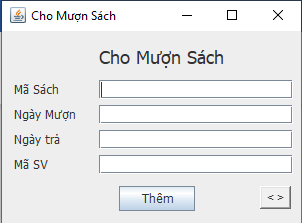 Cho Mượn Sách
Cho Mượn Sách
Mã Sách
Ngày Mượn
Ngày trả
Mã SV
Thêm
< >